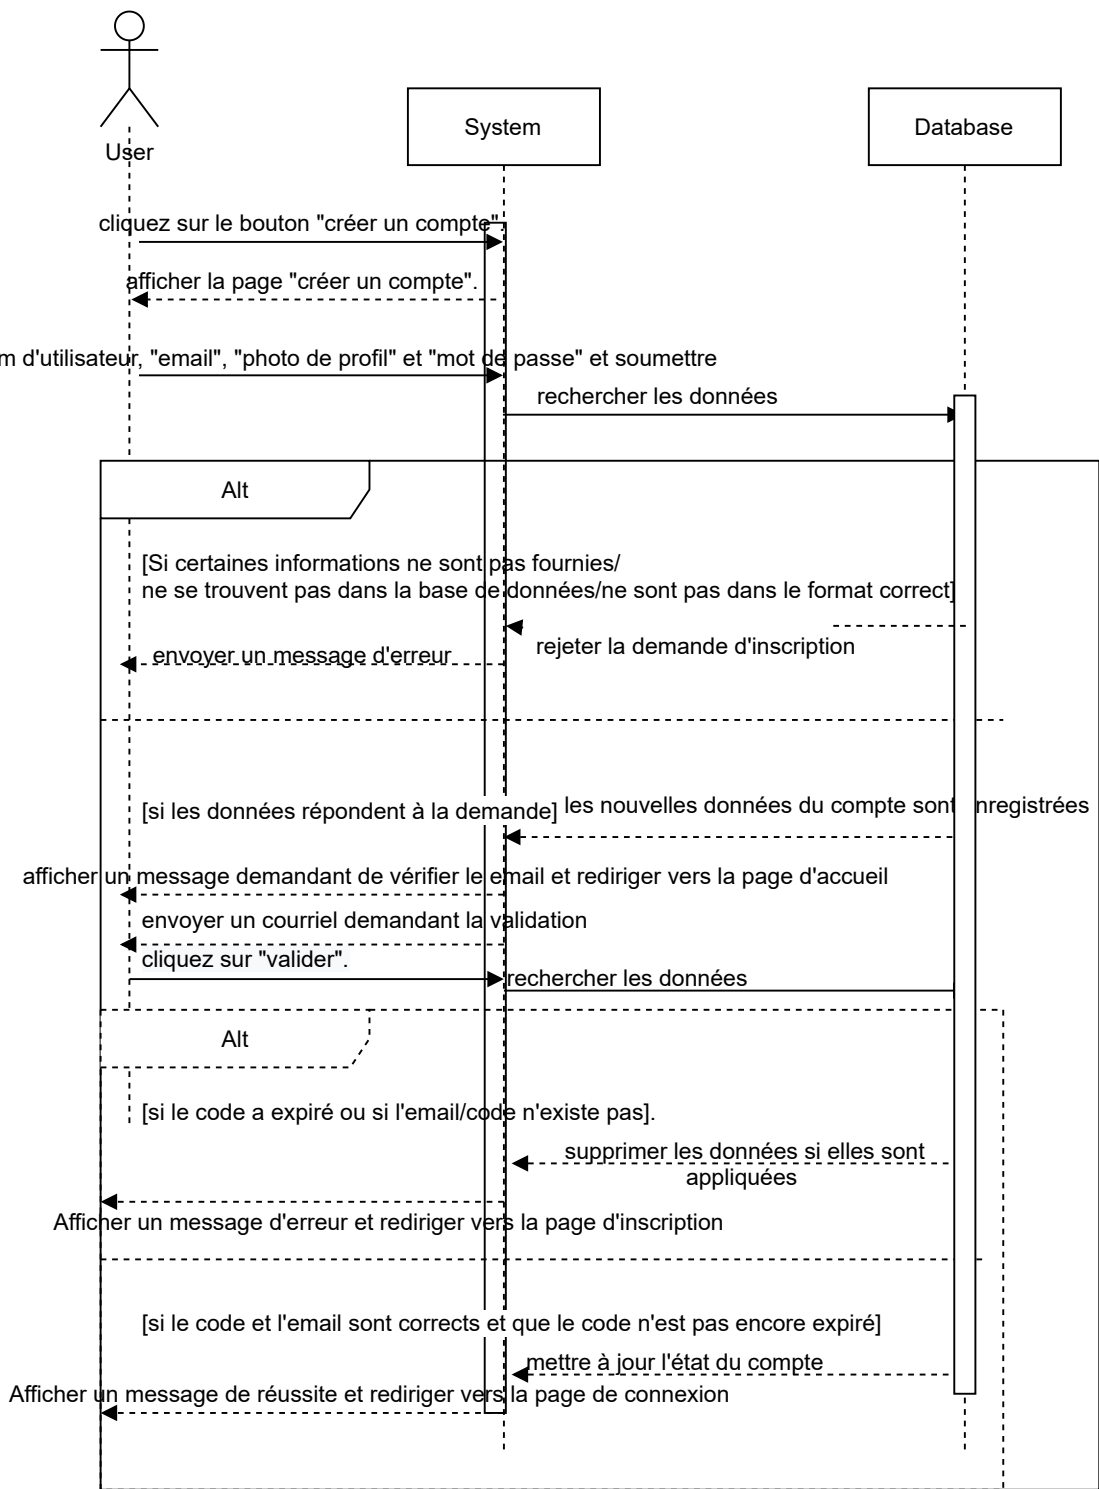 User
System
Database
cliquez sur le bouton "créer un compte".
afficher la page "créer un compte".
d'utilisateur, "email", "photo de profil" et "mot de passe" et soumettre
rechercher les données
Alt
[Si certaines informations ne sont pas fournies/
ne se trouvent pas dans la base de données/ne sont pas dans le format correct]
rejeter la demande d'inscription
envoyer un message d'erreur
[si les données répondent à la demande]
les nouvelles données du compte sont enregistrées
afficher un message demandant de vérifier le email et rediriger vers la page d'accueil
envoyer un courriel demandant la validation
cliquez sur "valider".
rechercher les données
Alt
[si le code a expiré ou si l'email/code n'existe pas].
supprimer les données si elles sont
appliquées
Afficher un message d'erreur et rediriger vers la page d'inscription
[si le code et l'email sont corrects et que le code n'est pas encore expiré]
mettre à jour l'état du compte
Afficher un message de réussite et rediriger vers la page de connexion